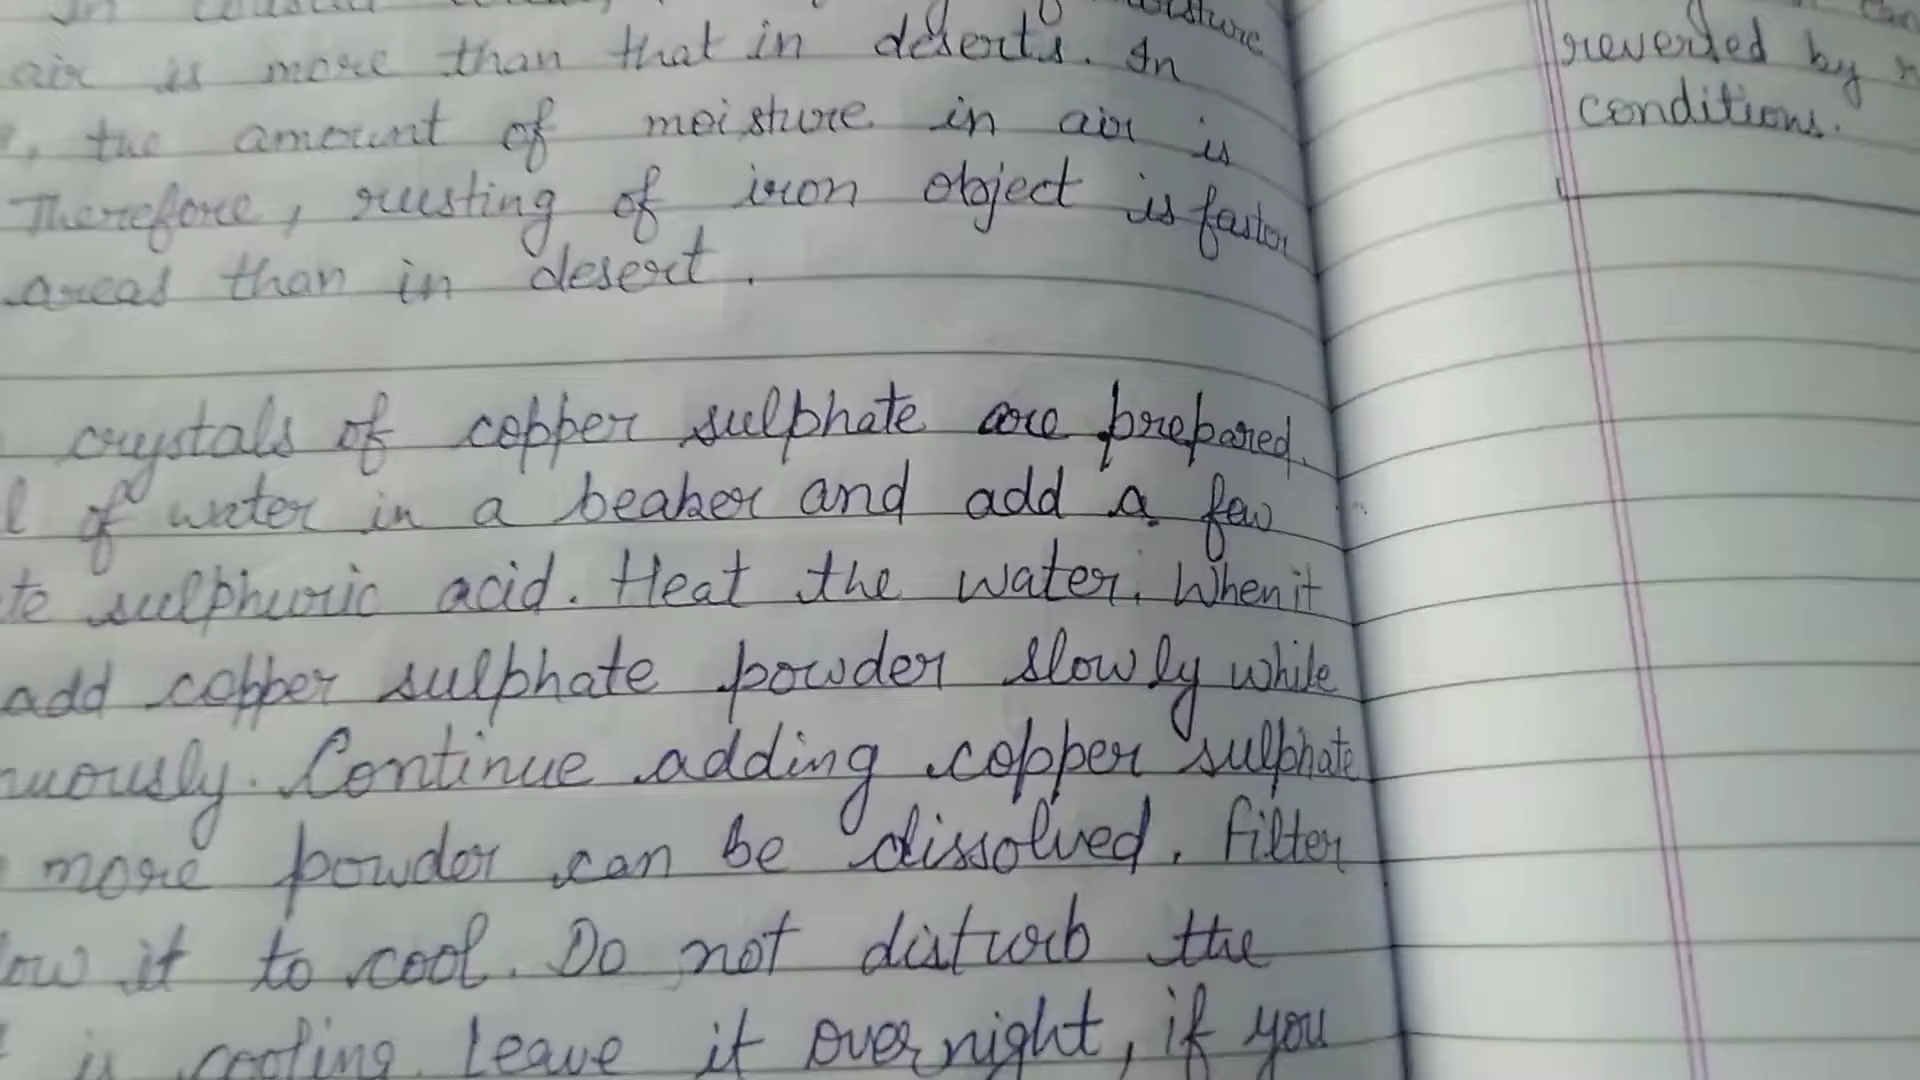 air is more than that in deserts. In
, the amount of moisture in air is
Therefore, rusting of iron object is faster
areas than in desert.
crystals of copper sulphate are prepared.
l of water in a beaker and add a few
te sulphuric acid. Heat the water. When it
add copper sulphate powder slowly while
nuously. Continue adding copper sulphate
more powder can be dissolved. Filter
ow it to cool. Do not disturb the
is cooling. Leave it overnight, if you
reversed by
conditions.